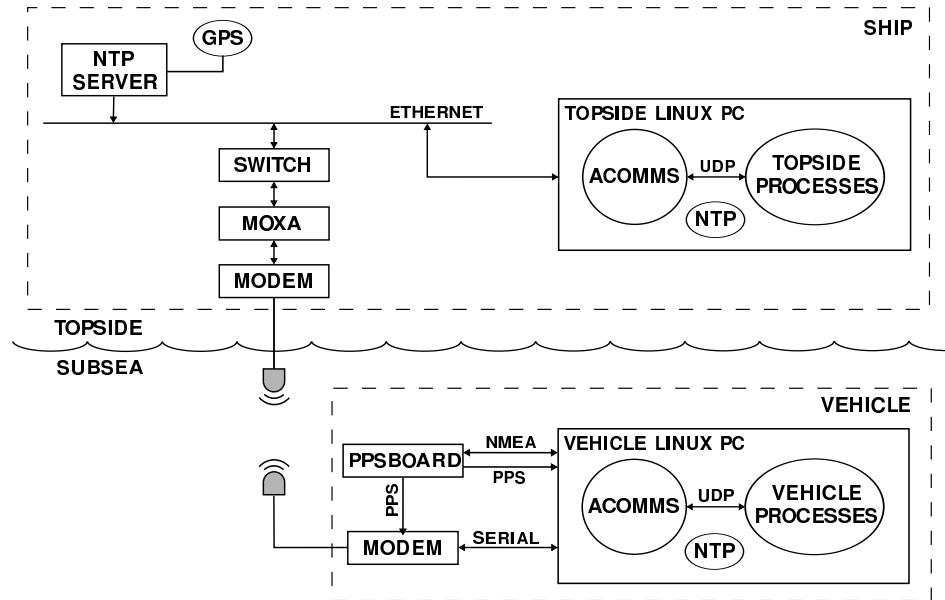 SHIP
GPS
NTP
SERVER
ETHERNET
TOPSIDE LINUX PC
SWITCH
ACOMMS
UDP
TOPSIDE
PROCESSES
NTP
MOXA
MODEM
TOPSIDE
SUBSEA
VEHICLE
NMEA
VEHICLE LINUX PC
PPSBOARD
PPS
PPS
ACOMMS
UDP
VEHICLE
PROCESSES
MODEM
SERIAL
NTP